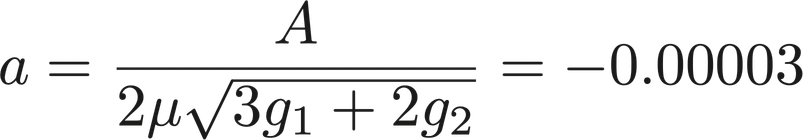 a = \frac{A}{2\mu\sqrt{3g_1 + 2g_2}} = -0.00003